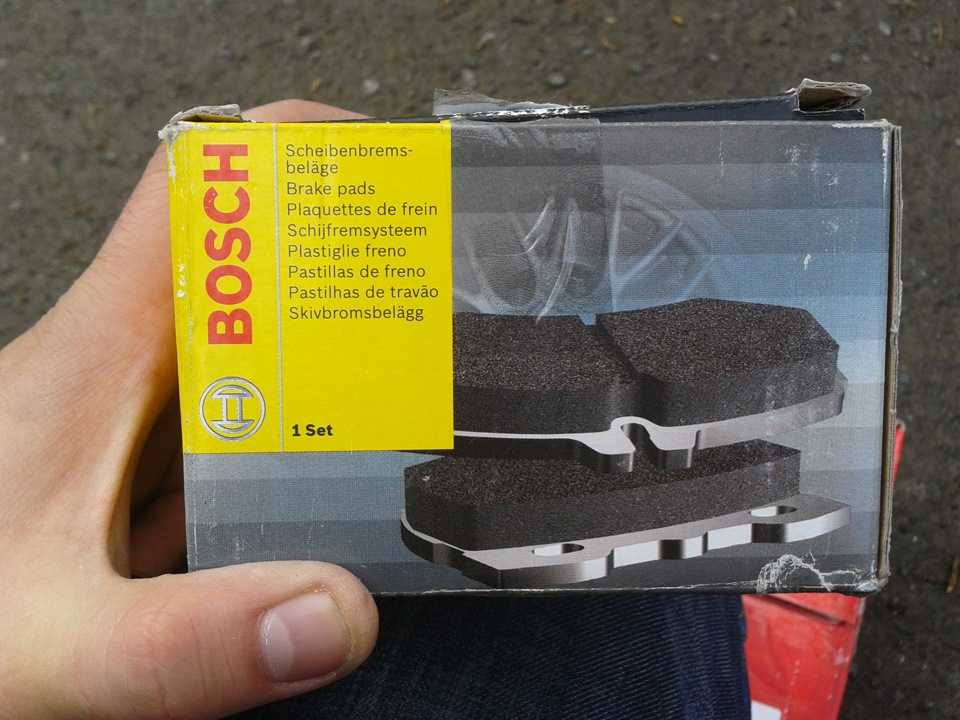 BOSCH
Scheibenbrems-
beläge
Brake pads
Plaquettes de frein
Schijfremsysteem
Plastiglie freno
Pastillas de freno
Pastilhas de travão
Skivbromsbelägg
1 Set